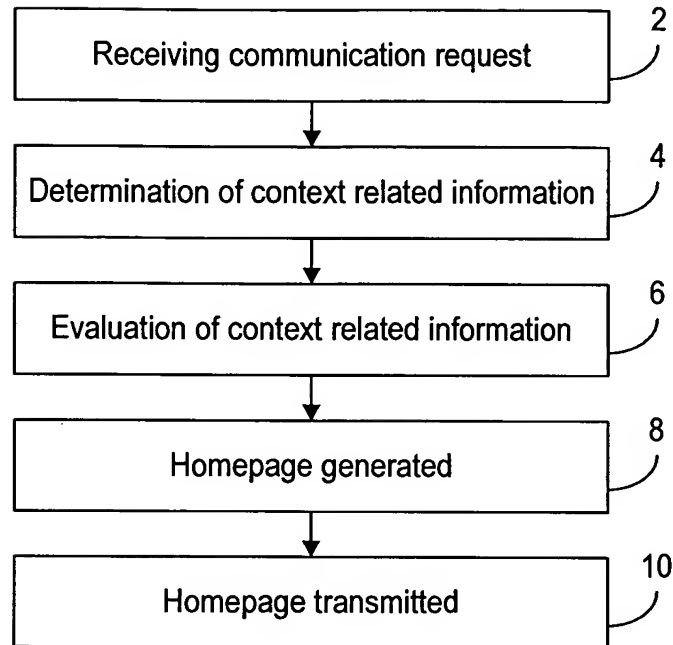 Receiving communication request
2
Determination of context related information
4
Evaluation of context related information
6
Homepage generated
8
Homepage transmitted
10